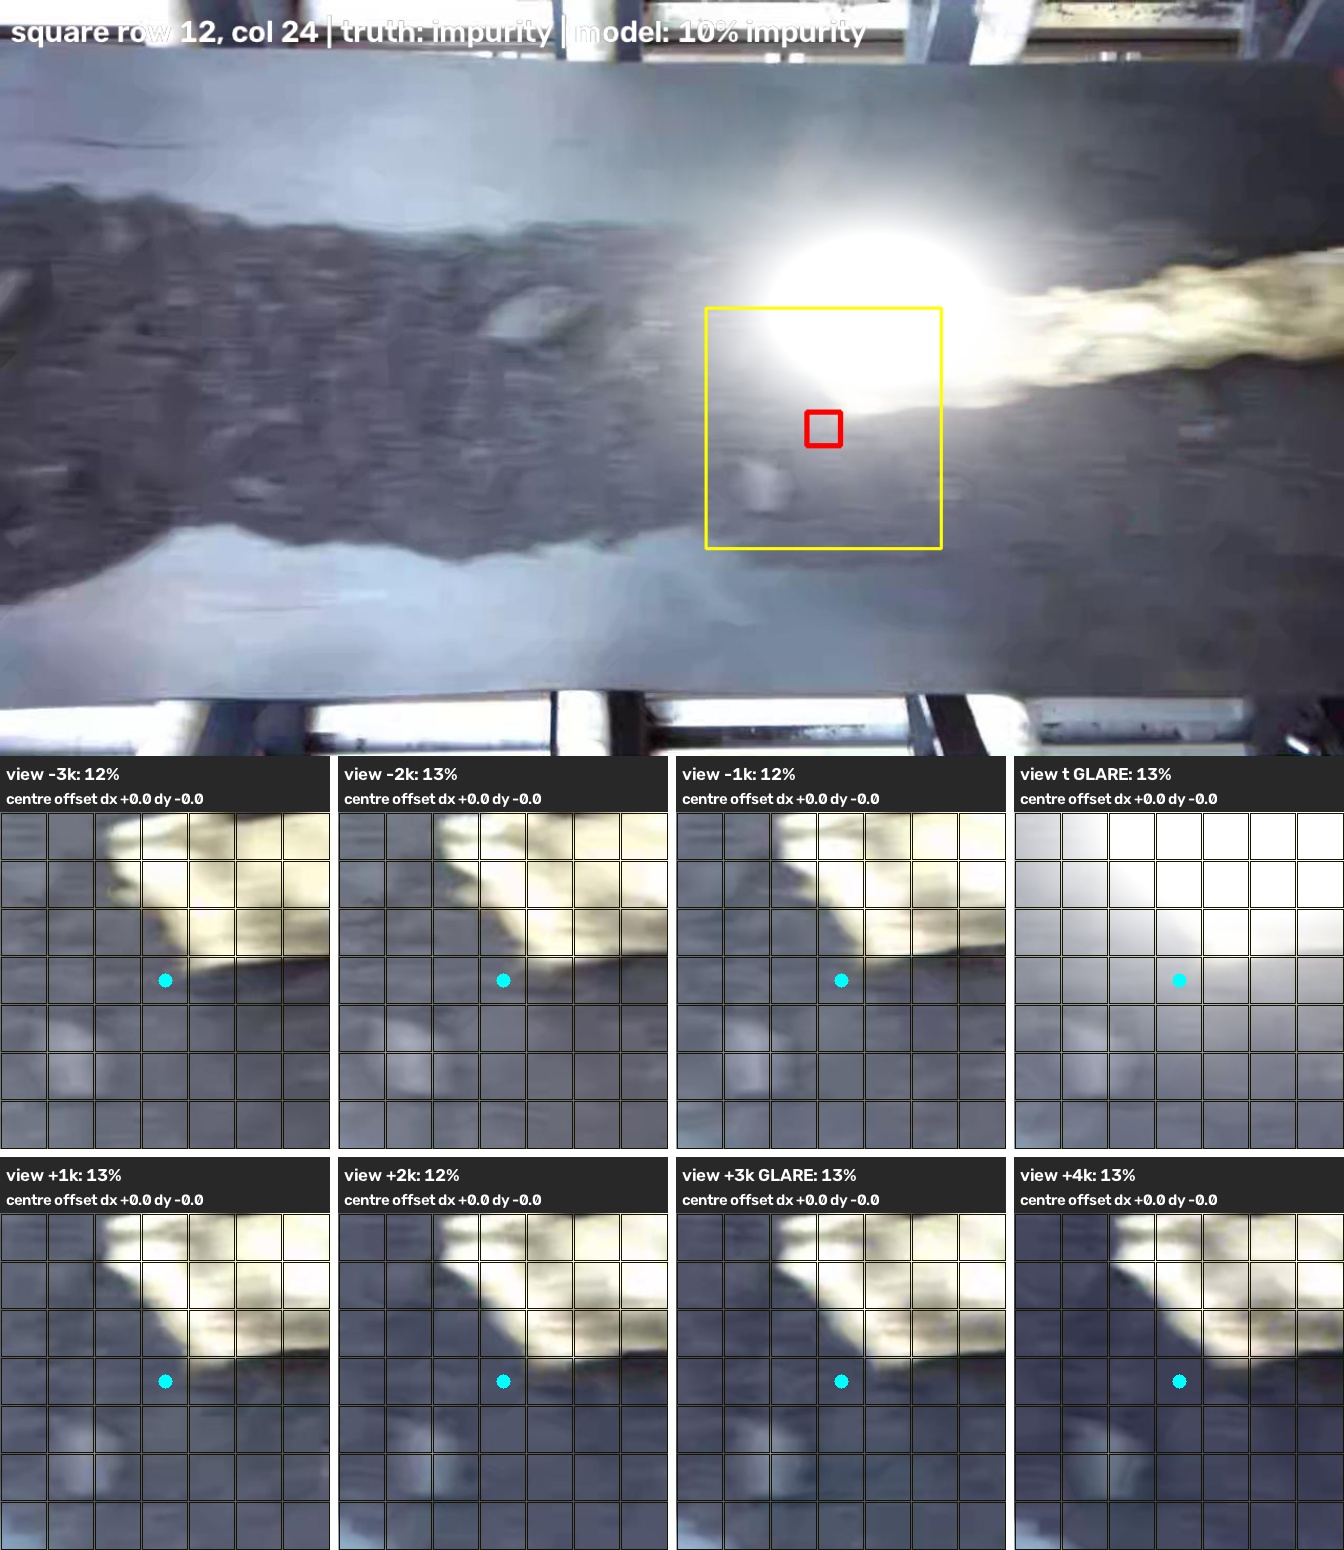 square row 12, col 24 | truth: impurity | model: 10% impurity
view -3k: 12%
centre offset dx +0.0 dy -0.0
view -2k: 13%
centre offset dx +0.0 dy -0.0
view -1k: 12%
centre offset dx +0.0 dy -0.0
view t GLARE: 13%
centre offset dx +0.0 dy -0.0
view +1k: 13%
centre offset dx +0.0 dy -0.0
view +2k: 12%
centre offset dx +0.0 dy -0.0
view +3k GLARE: 13%
centre offset dx +0.0 dy -0.0
view +4k: 13%
centre offset dx +0.0 dy -0.0